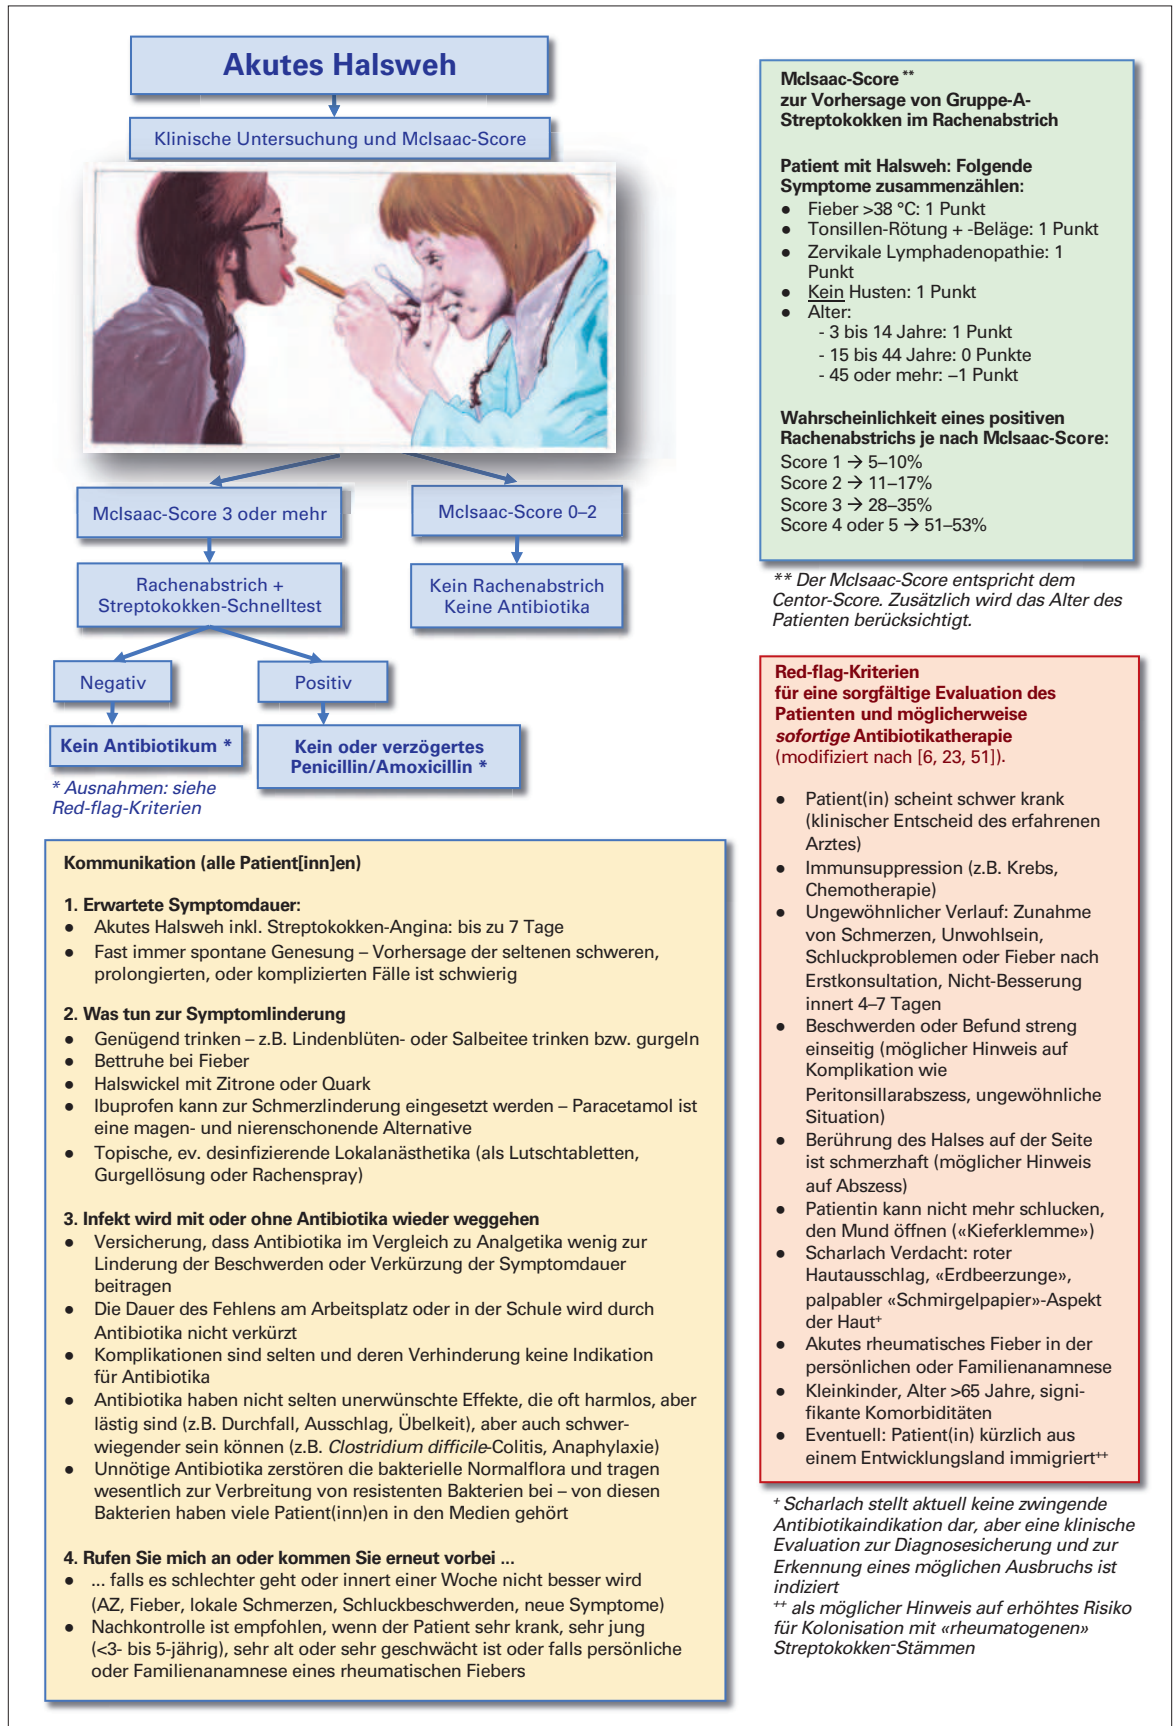 Akutes Halsweh
Klinische Untersuchung und McIsaac-Score
McIsaac-Score 3 oder mehr
McIsaac-Score 0–2
Rachenabstrich +
Streptokokken-Schnelltest
Kein Rachenabstrich
Keine Antibiotika
Negativ
Positiv
Kein Antibiotikum *
Kein oder verzögertes
Penicillin/Amoxicillin *
* Ausnahmen: siehe
Red-flag-Kriterien
Kommunikation (alle Patient[inn]en)
1. Erwartete Symptomdauer:
● Akutes Halsweh inkl. Streptokokken-Angina: bis zu 7 Tage
● Fast immer spontane Genesung – Vorhersage der seltenen schweren,
prolongierten, oder komplizierten Fälle ist schwierig
2. Was tun zur Symptomlinderung
● Genügend trinken – z.B. Lindenblüten- oder Salbeitee trinken bzw. gurgeln
● Bettruhe bei Fieber
● Halswickel mit Zitrone oder Quark
● Ibuprofen kann zur Schmerzlinderung eingesetzt werden – Paracetamol ist
eine magen- und nierenschonende Alternative
● Topische, ev. desinfizierende Lokalanästhetika (als Lutschtabletten,
Gurgellösung oder Rachenspray)
3. Infekt wird mit oder ohne Antibiotika wieder weggehen
● Versicherung, dass Antibiotika im Vergleich zu Analgetika wenig zur
Linderung der Beschwerden oder Verkürzung der Symptomdauer
beitragen
● Die Dauer des Fehlens am Arbeitsplatz oder in der Schule wird durch
Antibiotika nicht verkürzt
● Komplikationen sind selten und deren Verhinderung keine Indikation
für Antibiotika
● Antibiotika haben nicht selten unerwünschte Effekte, die oft harmlos, aber
lästig sind (z.B. Durchfall, Ausschlag, Übelkeit), aber auch schwer-
wiegender sein können (z.B. Clostridium difficile-Colitis, Anaphylaxie)
● Unnötige Antibiotika zerstören die bakterielle Normalflora und tragen
wesentlich zur Verbreitung von resistenten Bakterien bei – von diesen
Bakterien haben viele Patient(inn)en in den Medien gehört
4. Rufen Sie mich an oder kommen Sie erneut vorbei ...
● ... falls es schlechter geht oder innert einer Woche nicht besser wird
(AZ, Fieber, lokale Schmerzen, Schluckbeschwerden, neue Symptome)
● Nachkontrolle ist empfohlen, wenn der Patient sehr krank, sehr jung
(<3- bis 5-jährig), sehr alt oder sehr geschwächt ist oder falls persönliche
oder Familienanamnese eines rheumatischen Fiebers
McIsaac-Score **
zur Vorhersage von Gruppe-A-
Streptokokken im Rachenabstrich
Patient mit Halsweh: Folgende
Symptome zusammenzählen:
● Fieber >38 °C: 1 Punkt
● Tonsillen-Rötung + -Beläge: 1 Punkt
● Zervikale Lymphadenopathie: 1
Punkt
● Kein Husten: 1 Punkt
● Alter:
- 3 bis 14 Jahre: 1 Punkt
- 15 bis 44 Jahre: 0 Punkte
- 45 oder mehr: –1 Punkt
Wahrscheinlichkeit eines positiven
Rachenabstrichs je nach McIsaac-Score:
Score 1 → 5–10%
Score 2 → 11–17%
Score 3 → 28–35%
Score 4 oder 5 → 51–53%
** Der McIsaac-Score entspricht dem
Centor-Score. Zusätzlich wird das Alter des
Patienten berücksichtigt.
Red-flag-Kriterien
für eine sorgfältige Evaluation des
Patienten und möglicherweise
sofortige Antibiotikatherapie
(modifiziert nach [6, 23, 51]).
● Patient(in) scheint schwer krank
(klinischer Entscheid des erfahrenen
Arztes)
● Immunsuppression (z.B. Krebs,
Chemotherapie)
● Ungewöhnlicher Verlauf: Zunahme
von Schmerzen, Unwohlsein,
Schluckproblemen oder Fieber nach
Erstkonsultation, Nicht-Besserung
innert 4–7 Tagen
● Beschwerden oder Befund streng
einseitig (möglicher Hinweis auf
Komplikation wie
Peritonsillarabszess, ungewöhnliche
Situation)
● Berührung des Halses auf der Seite
ist schmerzhaft (möglicher Hinweis
auf Abszess)
● Patientin kann nicht mehr schlucken,
den Mund öffnen («Kieferklemme»)
● Scharlach Verdacht: roter
Hautausschlag, «Erdbeerzunge»,
palpabler «Schmirgelpapier»-Aspekt
der Haut+
● Akutes rheumatisches Fieber in der
persönlichen oder Familienanamnese
● Kleinkinder, Alter >65 Jahre, signi-
fikante Komorbiditäten
● Eventuell: Patient(in) kürzlich aus
einem Entwicklungsland immigriert++
+ Scharlach stellt aktuell keine zwingende
Antibiotikaindikation dar, aber eine klinische
Evaluation zur Diagnosesicherung und zur
Erkennung eines möglichen Ausbruchs ist
indiziert
++ als möglicher Hinweis auf erhöhtes Risiko
für Kolonisation mit «rheumatogenen»
Streptokokken-Stämmen